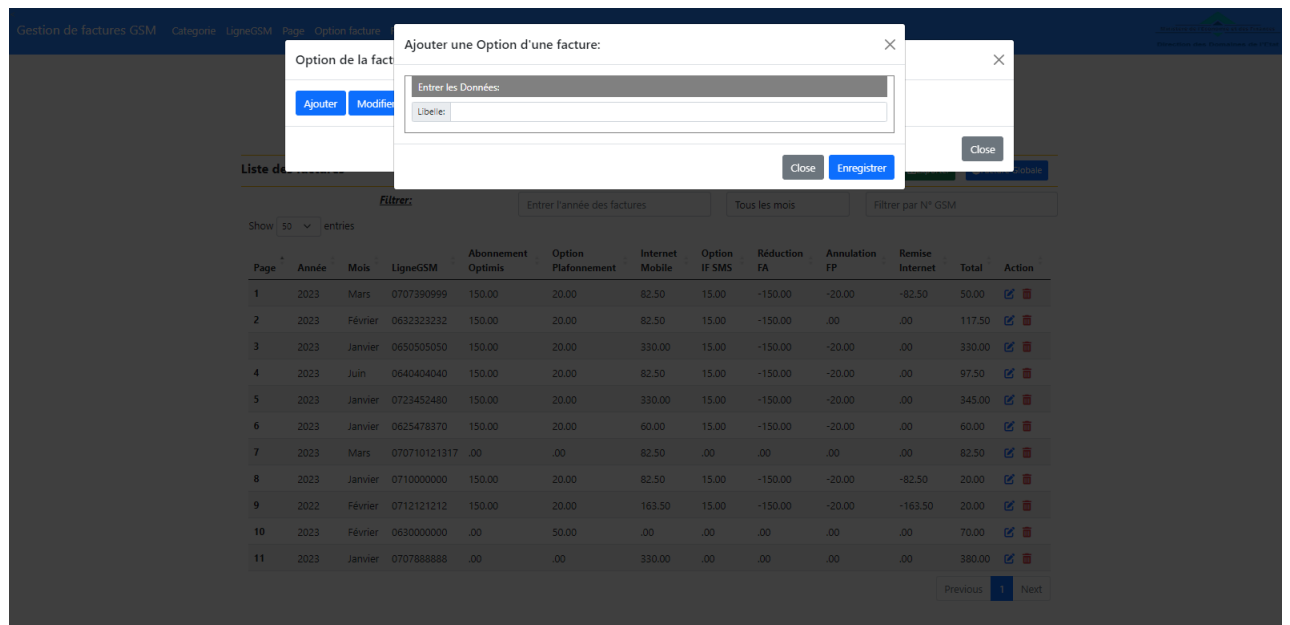 Gestion de factures GSM Categorie LigneGSM Page Option facture
Ajouter une Option d'une facture:
Option de la fact
Entrer les Données:
Ajouter Modifier
Libelle:
Close
Close Enregistrer
Liste des factures Globale
Filtrer: Entrer l'année des factures Tous les mois Filtrer par N° GSM
Show 50 entries
Page Année Mois LigneGSM Abonnement Optimis Option Plafonnement Internet Mobile Option IF SMS Réduction FA Annulation FP Remise Internet Total Action
1 2023 Mars 0707390999 150.00 20.00 82.50 15.00 -150.00 -20.00 -82.50 50.00
2 2023 Février 0632323232 150.00 20.00 82.50 15.00 -150.00 .00 .00 117.50
3 2023 Janvier 0650505050 150.00 20.00 330.00 15.00 -150.00 -20.00 .00 330.00
4 2023 Juin 0640404040 150.00 20.00 82.50 15.00 -150.00 -20.00 .00 97.50
5 2023 Janvier 0723452480 150.00 20.00 330.00 15.00 -150.00 -20.00 .00 345.00
6 2023 Janvier 0625478370 150.00 20.00 60.00 15.00 -150.00 -20.00 .00 60.00
7 2023 Mars 070710121317 .00 .00 82.50 .00 .00 .00 .00 82.50
8 2023 Janvier 0710000000 150.00 20.00 82.50 15.00 -150.00 -20.00 -82.50 20.00
9 2022 Février 0712121212 150.00 20.00 163.50 15.00 -150.00 -20.00 -163.50 20.00
10 2023 Février 0630000000 .00 50.00 .00 .00 .00 .00 .00 70.00
11 2023 Janvier 0707888888 .00 .00 330.00 .00 .00 .00 .00 380.00
Previous 1 Next